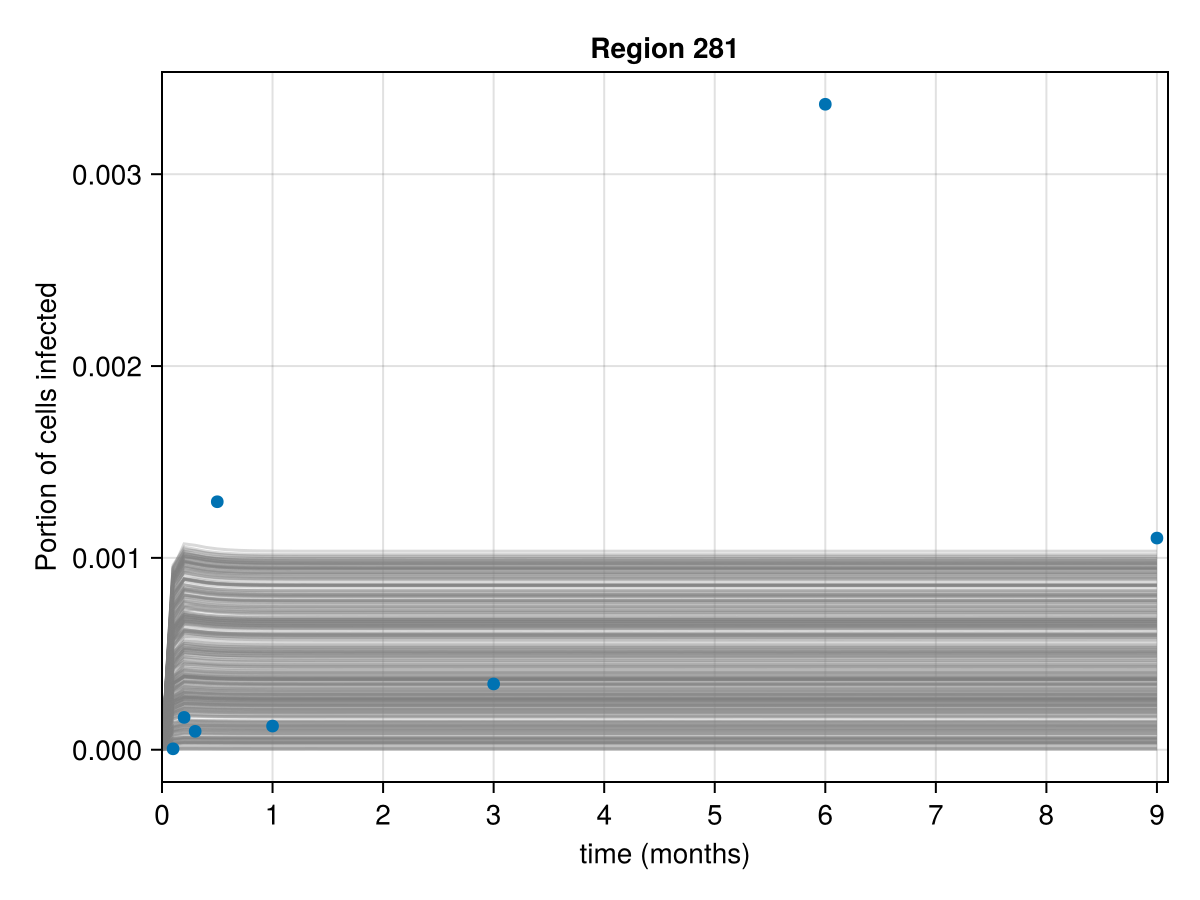 Region 281
Portion of cells infected
0.003
0.002
0.001
0.000
0 1 2 3 4 5 6 7 8 9
time (months)